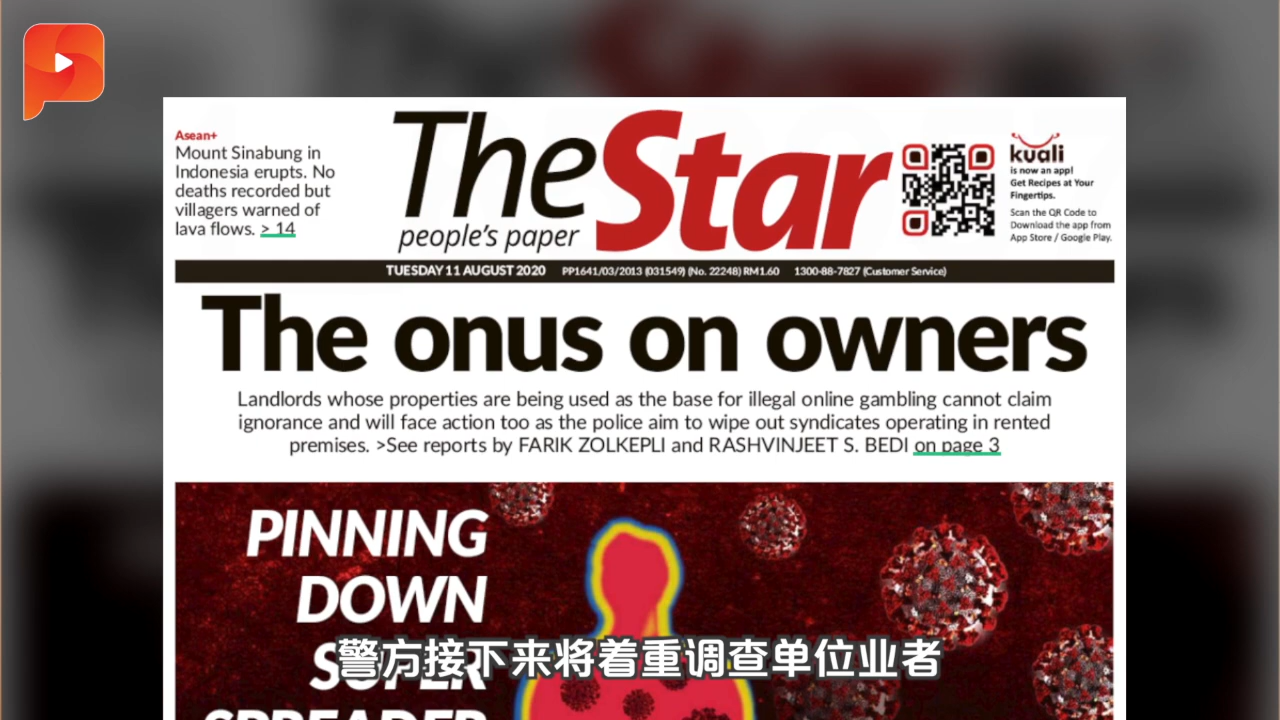 Asean+
Mount Sinabung in
Indonesia erupts. No
deaths recorded but
villagers warned of
lava flows. > 14
The Star
people's paper
kuali
is now an app!
Get Recipes at Your
Fingertips.
Scan the QR Code to
Download the app from
App Store / Google Play.
TUESDAY 11 AUGUST 2020 PP1641/03/2013 (031549) (No. 22248) RM1.60 1300-88-7827 (Customer Service)
The onus on owners
Landlords whose properties are being used as the base for illegal online gambling cannot claim
ignorance and will face action too as the police aim to wipe out syndicates operating in rented
premises. >See reports by FARIK ZOLKEPLI and RASHVINJEET S. BEDI on page 3
PINNING
DOWN
SUPER
SPREADER
警方接下来将着重调查单位业者